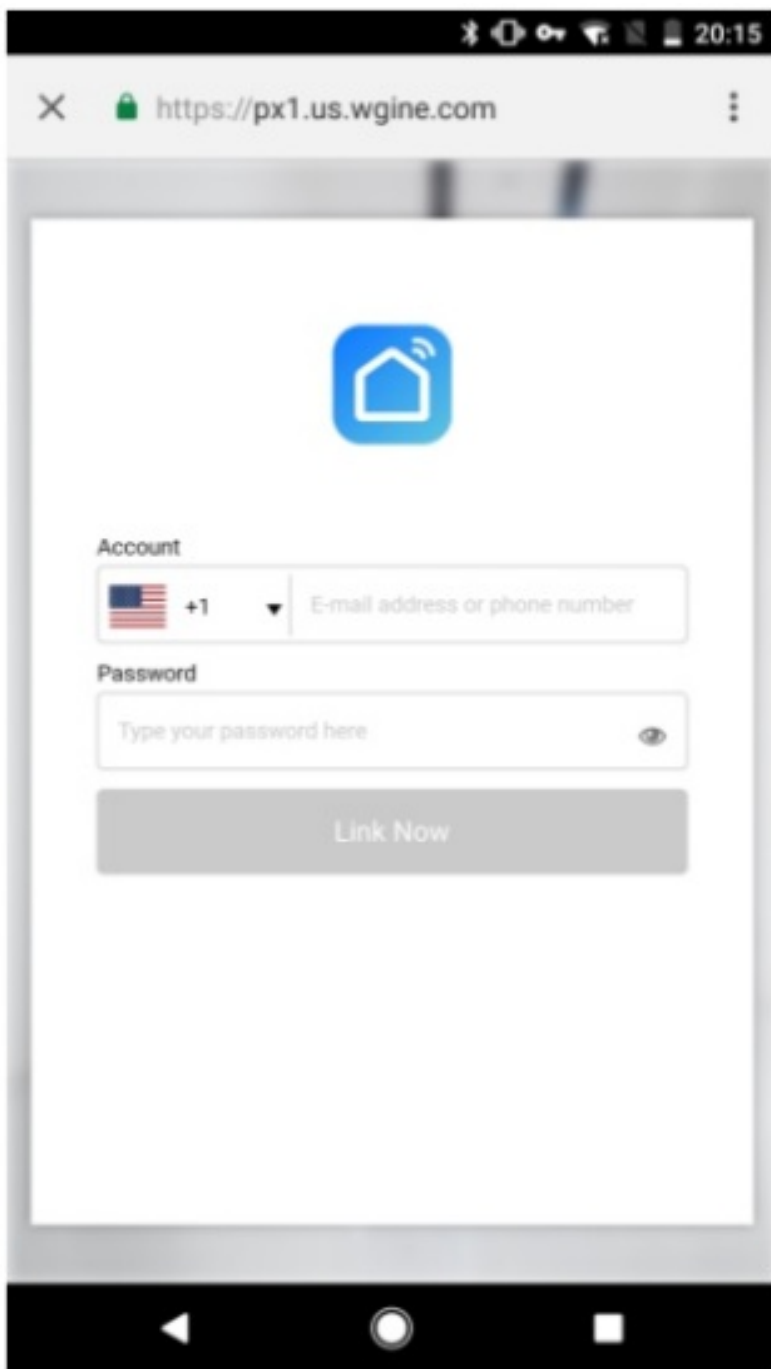 20:15
https://px1.us.wgine.com
Account
+1 E-mail address or phone number
Password
Type your password here
Link Now